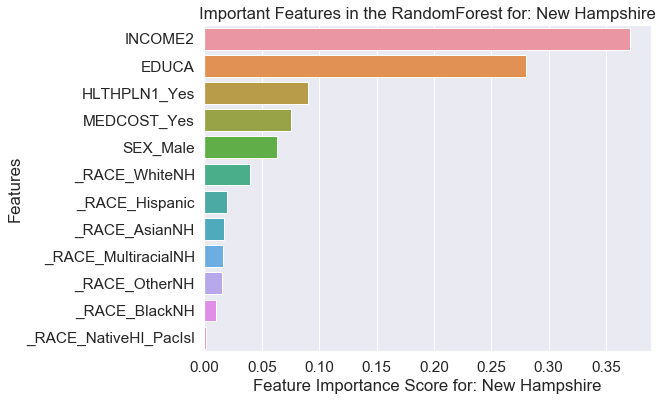 Important Features in the RandomForest for: New Hampshire
INCOME2
EDUCA
HLTHPLN1_Yes
MEDCOST_Yes
SEX_Male
_RACE_WhiteNH
_RACE_Hispanic
_RACE_AsianNH
_RACE_MultiracialNH
_RACE_OtherNH
_RACE_BlackNH
_RACE_NativeHI_PacIsl
Features
0.00 0.05 0.10 0.15 0.20 0.25 0.30 0.35
Feature Importance Score for: New Hampshire